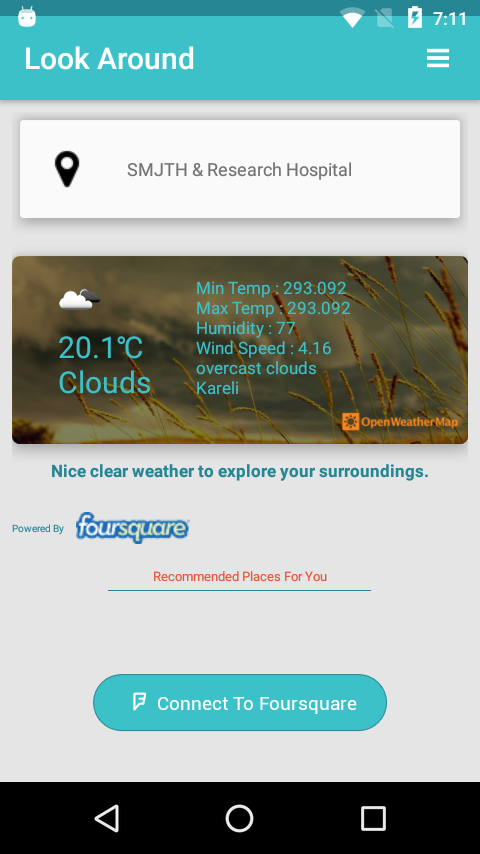 7:11
Look Around
SMJTH & Research Hospital
Min Temp : 293.092
Max Temp : 293.092
Humidity : 77
Wind Speed : 4.16
overcast clouds
Kareli
20.1℃
Clouds
OpenWeatherMap
Nice clear weather to explore your surroundings.
Powered By foursquare
Recommended Places For You
Connect To Foursquare